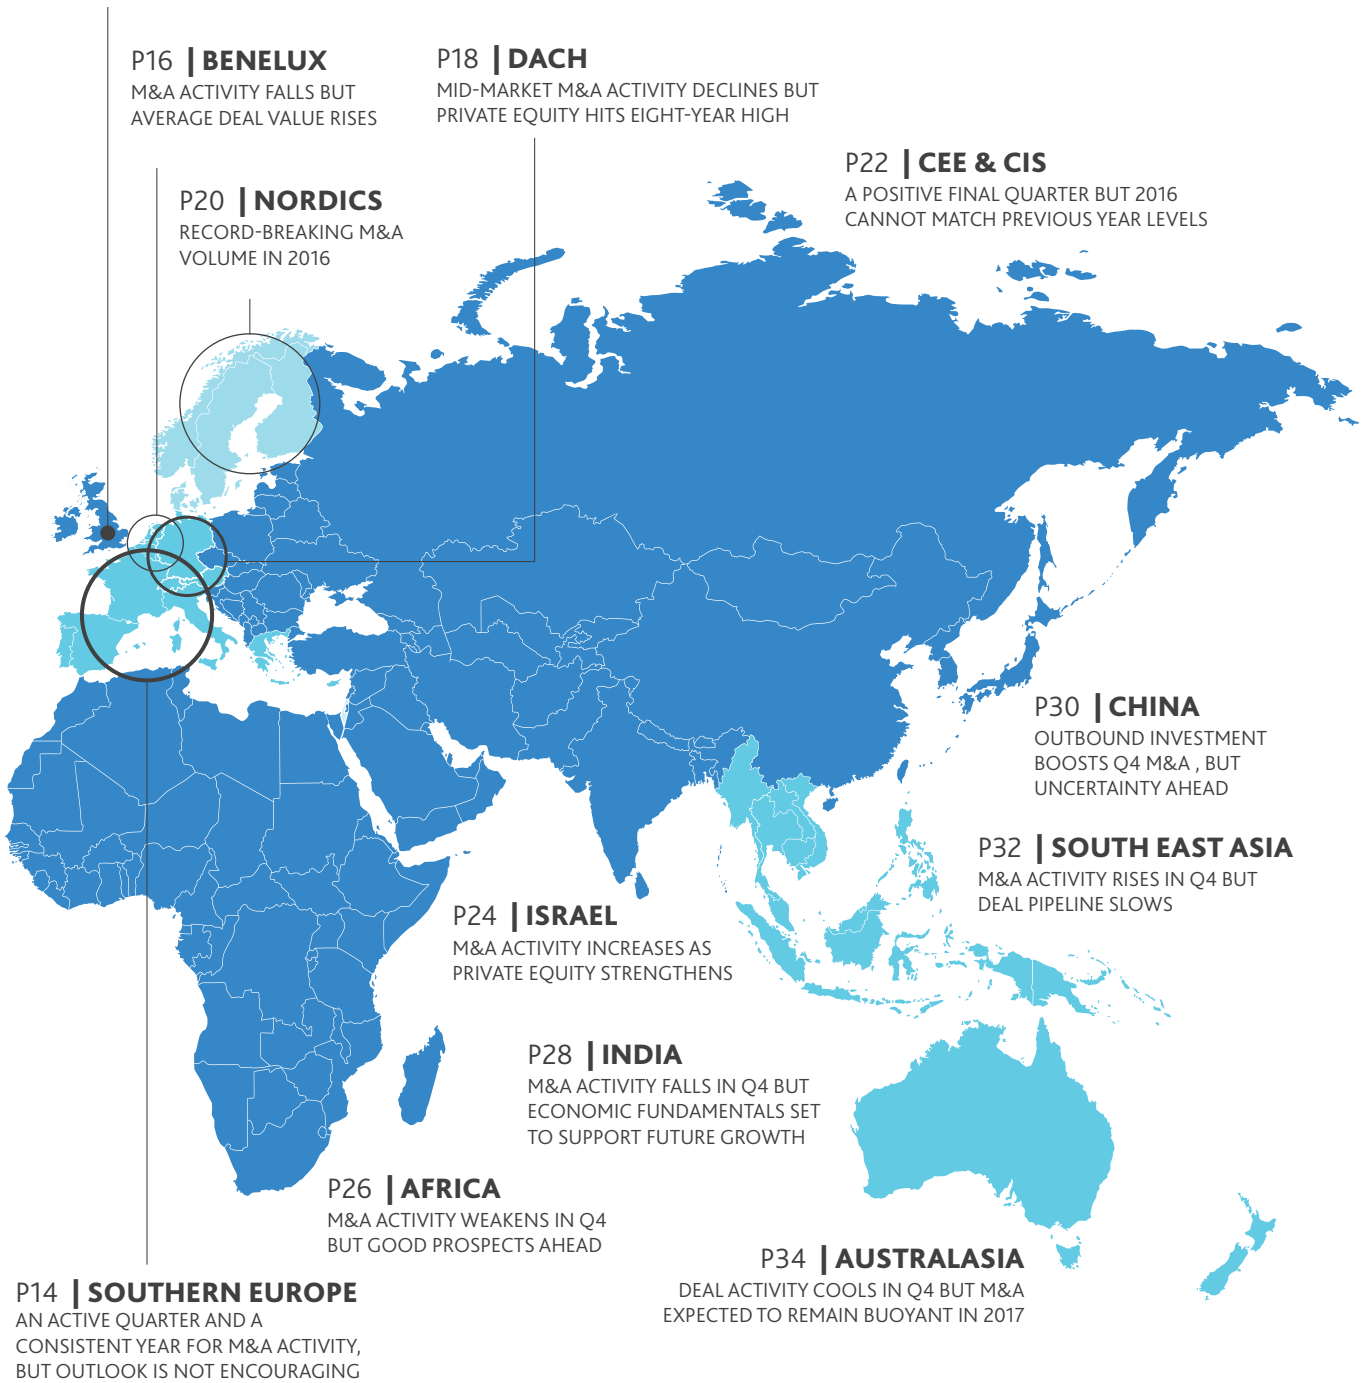 P16 | BENELUX
M&A ACTIVITY FALLS BUT
AVERAGE DEAL VALUE RISES
P18 | DACH
MID-MARKET M&A ACTIVITY DECLINES BUT
PRIVATE EQUITY HITS EIGHT-YEAR HIGH
P22 | CEE & CIS
A POSITIVE FINAL QUARTER BUT 2016
CANNOT MATCH PREVIOUS YEAR LEVELS
P20 | NORDICS
RECORD-BREAKING M&A
VOLUME IN 2016
P30 | CHINA
OUTBOUND INVESTMENT
BOOSTS Q4 M&A , BUT
UNCERTAINTY AHEAD
P32 | SOUTH EAST ASIA
M&A ACTIVITY RISES IN Q4 BUT
DEAL PIPELINE SLOWS
P24 | ISRAEL
M&A ACTIVITY INCREASES AS
PRIVATE EQUITY STRENGTHENS
P28 | INDIA
M&A ACTIVITY FALLS IN Q4 BUT
ECONOMIC FUNDAMENTALS SET
TO SUPPORT FUTURE GROWTH
P26 | AFRICA
M&A ACTIVITY WEAKENS IN Q4
BUT GOOD PROSPECTS AHEAD
P34 | AUSTRALASIA
DEAL ACTIVITY COOLS IN Q4 BUT M&A
EXPECTED TO REMAIN BUOYANT IN 2017
P14 | SOUTHERN EUROPE
AN ACTIVE QUARTER AND A
CONSISTENT YEAR FOR M&A ACTIVITY,
BUT OUTLOOK IS NOT ENCOURAGING